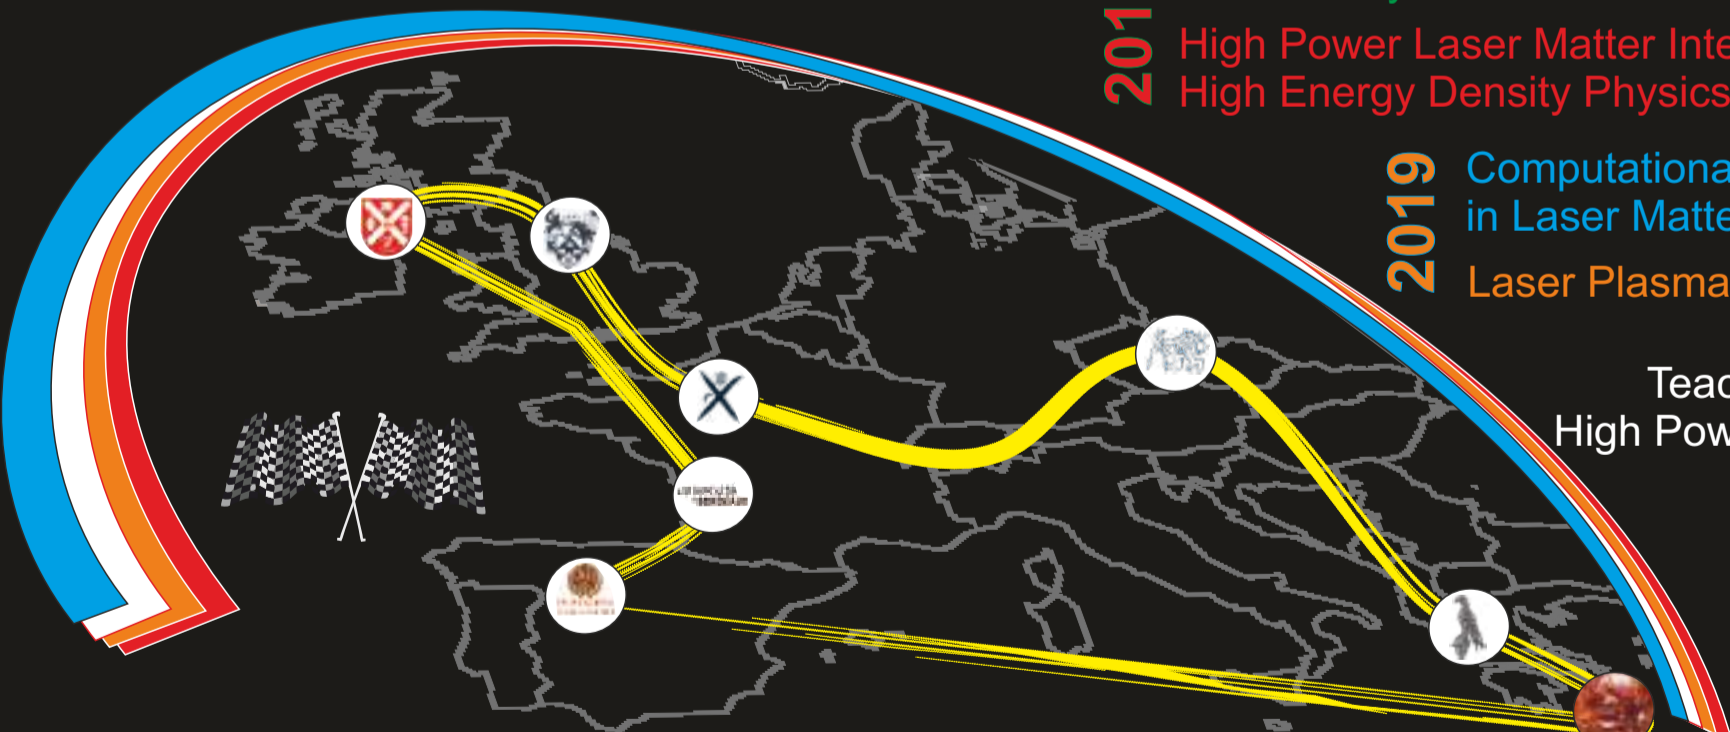 201
High Power Laser Matter Inte
High Energy Density Physics
2019
Computationa
in Laser Matte
Laser Plasma
Teac
High Pow